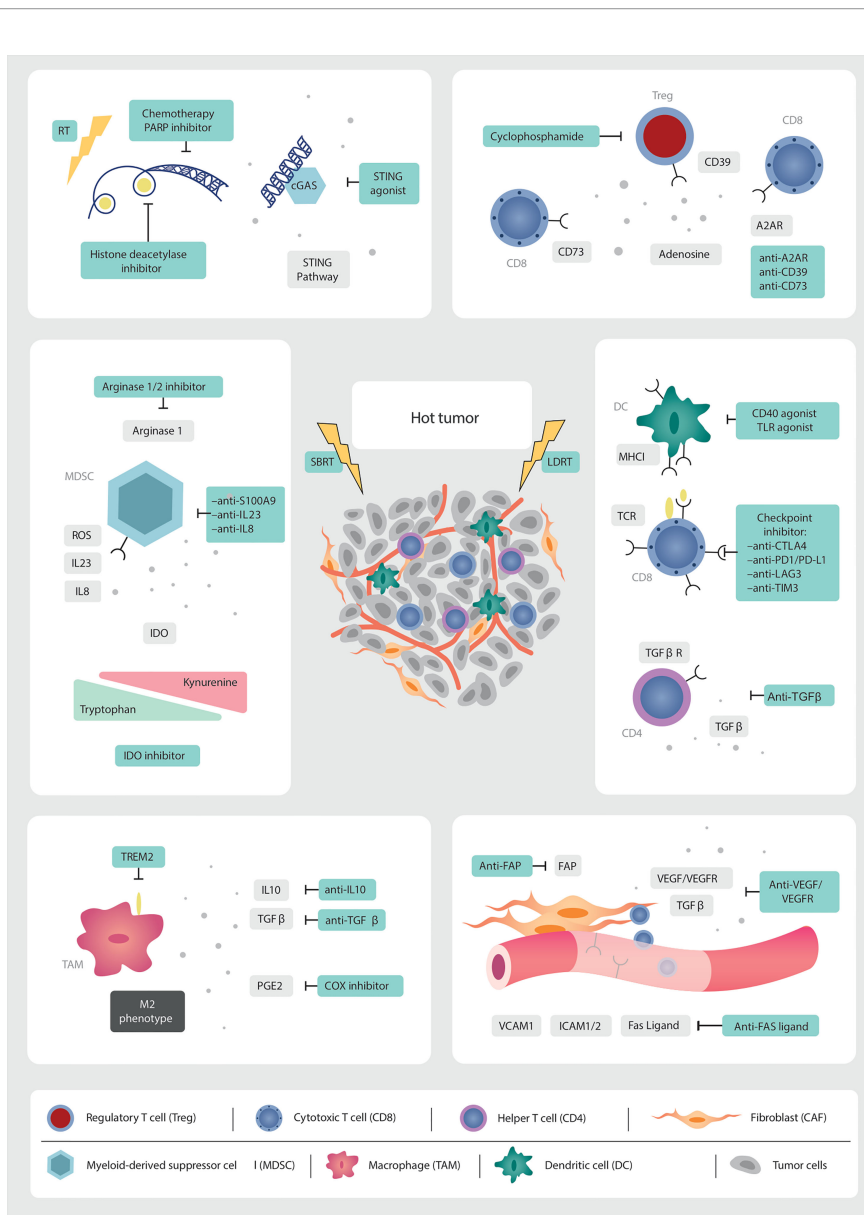 RT
Chemotherapy
PARP inhibitor
cGAS
STING
agonist
Histone deacetylase
inhibitor
STING
Pathway
Treg
CD8
Cyclophosphamide
CD39
A2AR
CD73
CD8
Adenosine
anti-A2AR
anti-CD39
anti-CD73
Arginase 1/2 inhibitor
Arginase 1
MDSC
–anti-S100A9
–anti-IL23
–anti-IL8
ROS
IL23
IL8
IDO
Kynurenine
Tryptophan
IDO inhibitor
Hot tumor
SBRT
LDRT
DC
CD40 agonist
TLR agonist
MHCI
TCR
CD8
Checkpoint
inhibitor:
–anti-CTLA4
–anti-PD1/PD-L1
–anti-LAG3
–anti-TIM3
TGFβ R
Anti-TGFβ
TGFβ
CD4
TREM2
IL10
anti-IL10
TGFβ
anti-TGF β
TAM
PGE2
COX inhibitor
M2
phenotype
Anti-FAP
FAP
VEGF/VEGFR
TGFβ
Anti-VEGF/
VEGFR
VCAM1
ICAM1/2
Fas Ligand
Anti-FAS ligand
Regulatory T cell (Treg)
Cytotoxic T cell (CD8)
Helper T cell (CD4)
Fibroblast (CAF)
Myeloid-derived suppressor cel l (MDSC)
Macrophage (TAM)
Dendritic cell (DC)
Tumor cells